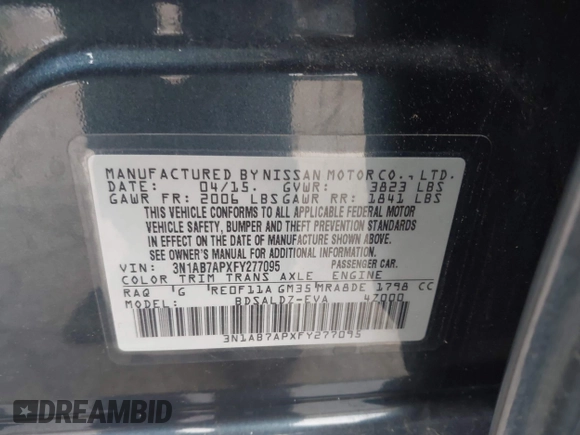 MANUFACTURED BY NISSAN MOTOR CO., LTD.
DATE: 04/15. GVWR: 3823 LBS
GAWR FR: 2006 LBS GAWR RR: 1841 LBS
THIS VEHICLE CONFORMS TO ALL APPLICABLE FEDERAL MOTOR
VEHICLE SAFETY, BUMPER AND THEFT PREVENTION STANDARDS
IN EFFECT ON THE DATE OF MANUFACTURE SHOWN ABOVE.
SEE OWNER'S MANUAL FOR ADDITIONAL INFORMATION.
VIN: 3N1AB7APXFY277095 PASSENGER CAR.
COLOR TRIM TRANS AXLE ENGINE
RAQ G RE0F11A GM35 MRA8DE 1798 CC
BDSALDZ-EVA 47000
3N1AB7APXFY277095
DREAMBID